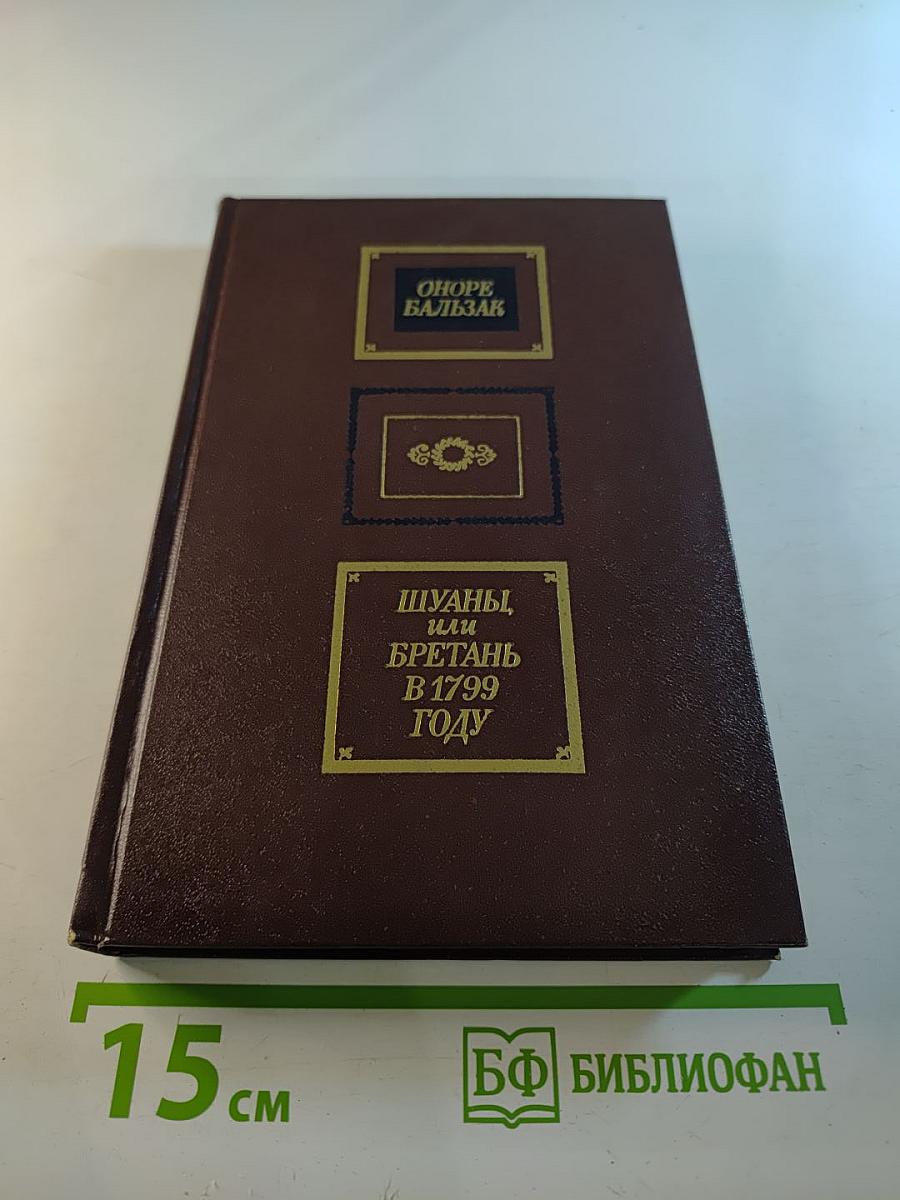 ОНОРЕ
БАЛЬЗАК
ШУАНЫ,
или
БРЕТАНЬ
В 1799
ГОДУ
15 см
БФ БИБЛИОФАН